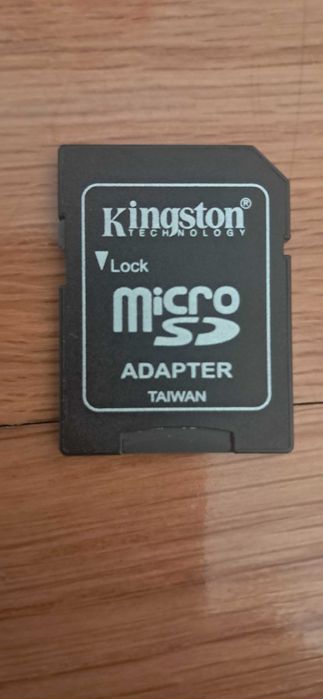 Kingston®
TECHNOLOGY
Lock
micro
SD
ADAPTER
TAIWAN